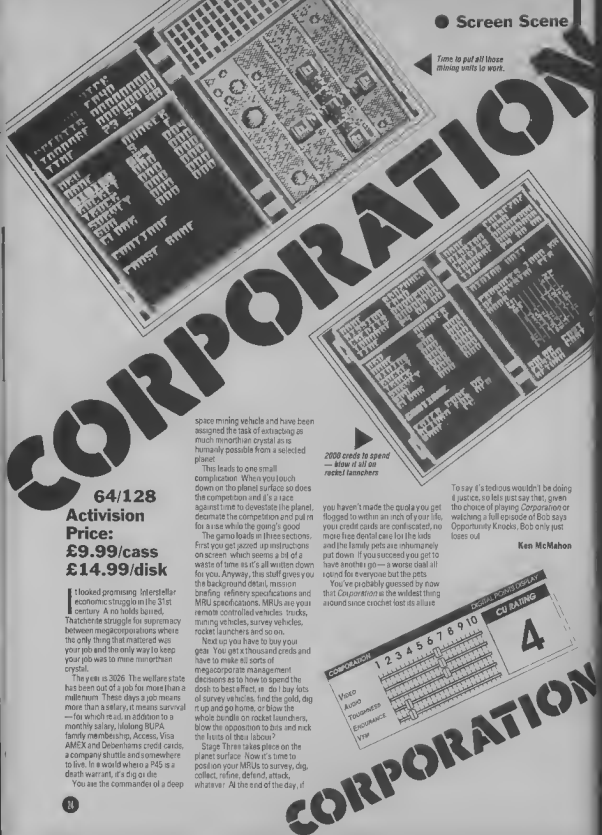 Screen Scene
Time to put all those
mining units to work.
CORPORATION
2000 creds to spend
— blow it all on
rocket launchers
64/128
Activision
Price:
£9.99/cass
£14.99/disk
It looked promising. Interstellar
economic struggle in the 31st
century. A no holds barred,
Thatcherite struggle for supremacy
between megacorporations where
the only thing that mattered was
your job and the only way to keep
your job was to mine minorthian
crystal.
The year is 3026. The welfare state
has been out of a job for more than a
millenium. These days a job means
more than a salary, it means survival
— for which read, in addition to a
monthly salary, lifelong BUPA
family membership, Access, Visa
AMEX and Debenhams credit cards,
a company shuttle and somewhere
to live. In a world where a P45 is a
death warrant, it's dig or die
You are the commander of a deep
space mining vehicle and have been
assigned the task of extracting as
much minorthian crystal as is
humanly possible from a selected
planet
This leads to one small
complication. When you touch
down on the planet surface so does
the competition and it's a race
against time to devestate the planet,
decimate the competition and put in
for a rise while the going's good
The game loads in three sections.
First you get jazzed up instructions
on screen which seems a bit of a
waste of time as it's all written down
for you. Anyway, this stuff gives you
the background detail, mission
briefing, refinery specifications and
MRU specifications. MRUs are your
remote controlled vehicles: trucks,
mining vehicles, survey vehicles,
rocket launchers and so on.
Next up you have to buy your
gear. You get x thousand creds and
have to make all sorts of
megacorporate management
decisions as to how to spend the
dosh to best effect, ie do I buy lots
of survey vehicles, find the gold, dig
it up and go home, or blow the
whole bundle on rocket launchers,
blow the opposition to bits and nick
the fruits of their labour?
Stage Three takes place on the
planet surface. Now it's time to
position your MRUs to survey, dig,
collect, refine, defend, attack,
whatever. At the end of the day, if
you haven't made the quota you get
flogged to within an inch of your life,
your credit cards are confiscated, no
more free dental care for the kids
and the family pets are inhumanely
put down. If you succeed you get to
have another go — a worse deal all
round for everyone but the pets
You've probably guessed by now
that Corporation is the wildest thing
around since crochet lost its allure
To say it's tedious wouldn't be doing
it justice, so lets just say that, given
the choice of playing Corporation or
watching a full episode of Bob says
Opportunity Knocks, Bob only just
loses out
Ken McMahon
DIGITAL POINTS DISPLAY
CORPORATION
1 2 3 4 5 6 7 8 9 10
CU RATING
4
VIDEO
AUDIO
TOUGHNESS
ENDURANCE
VFM
CORPORATION
24